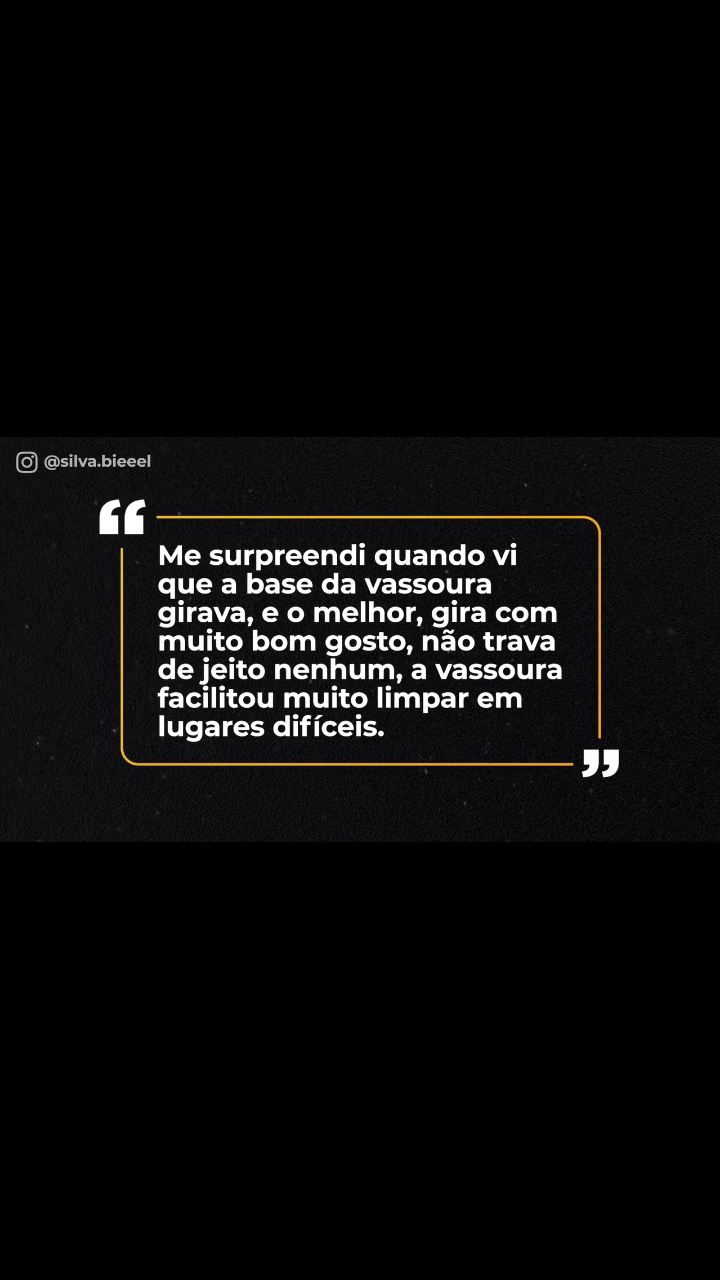 @silva.bieeel
Me surpreendi quando vi
que a base da vassoura
girava, e o melhor, gira com
muito bom gosto, não trava
de jeito nenhum, a vassoura
facilitou muito limpar em
lugares difíceis.